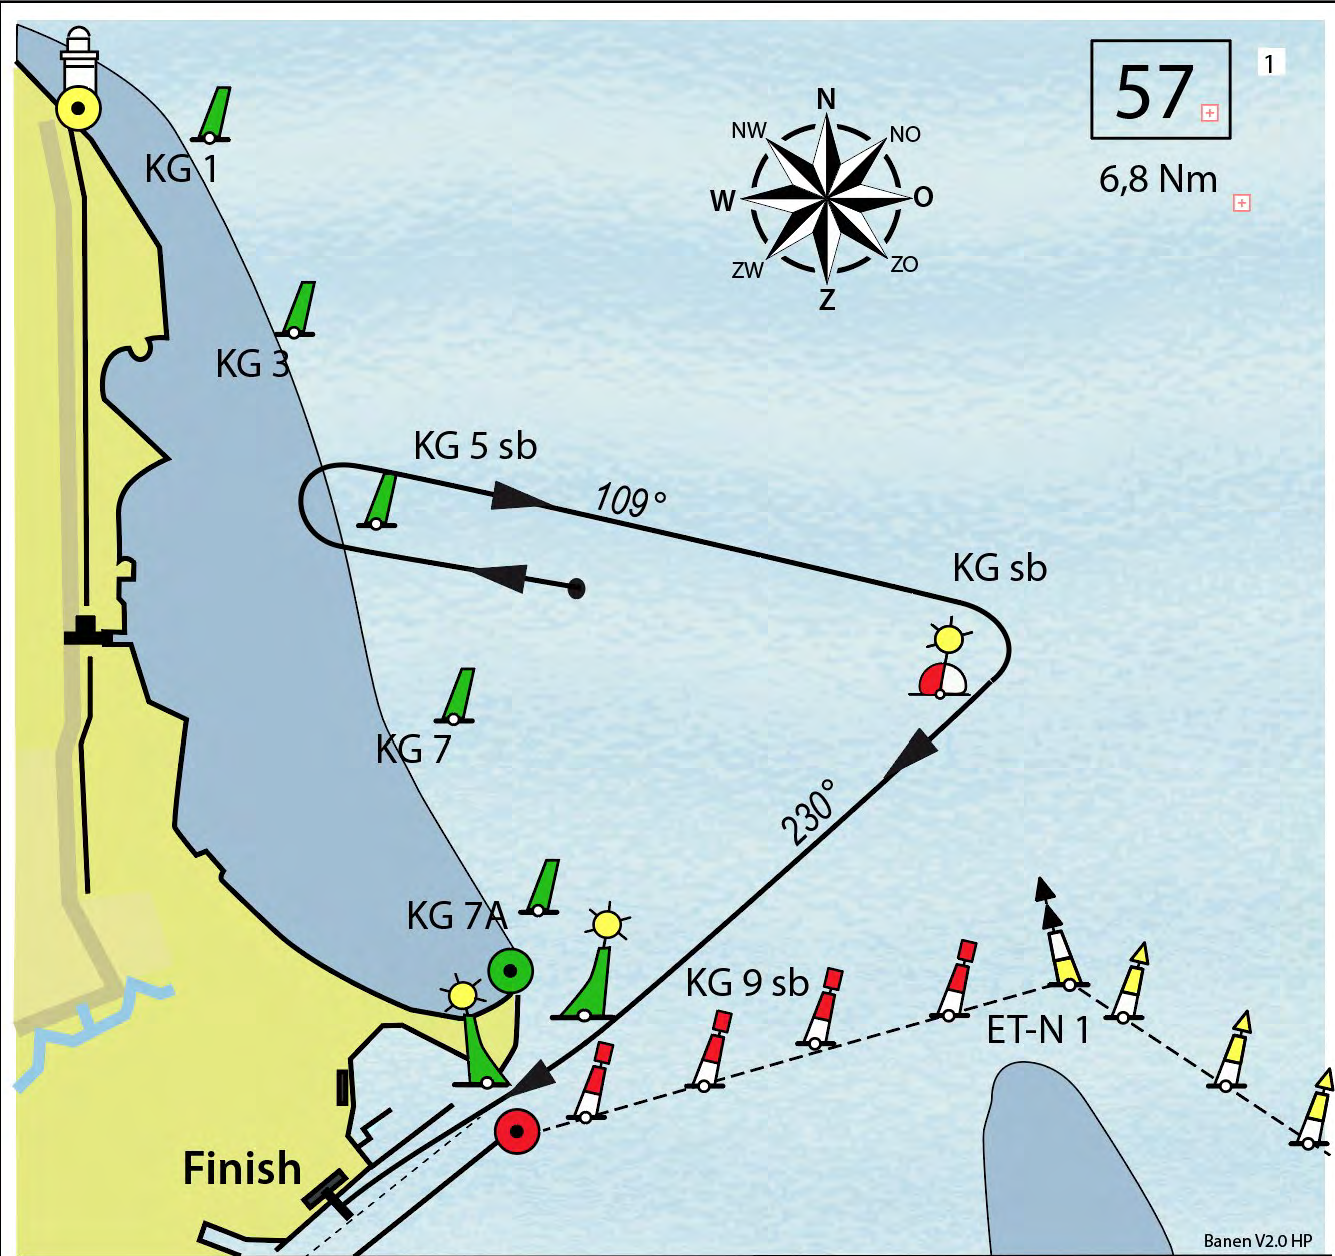 57
1
6,8 Nm
N
NW
NO
W
O
ZW
ZO
Z
KG 1
KG 3
KG 5 sb
109°
KG sb
KG 7
230°
KG 7A
KG 9 sb
ET-N 1
Finish
Banen V2.0 HP